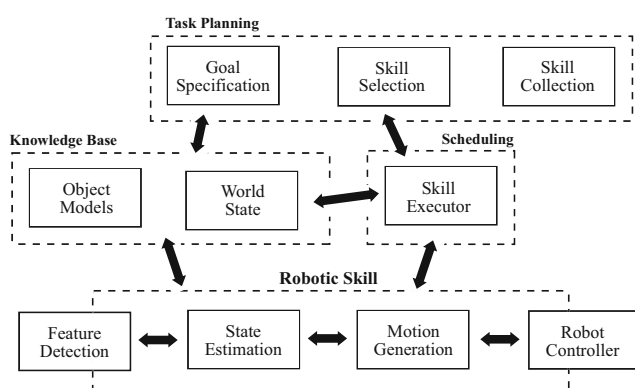 Task Planning
Goal
Specification
Skill
Selection
Skill
Collection
Knowledge Base
Scheduling
Object
Models
World
State
Skill
Executor
Robotic Skill
Feature
Detection
State
Estimation
Motion
Generation
Robot
Controller